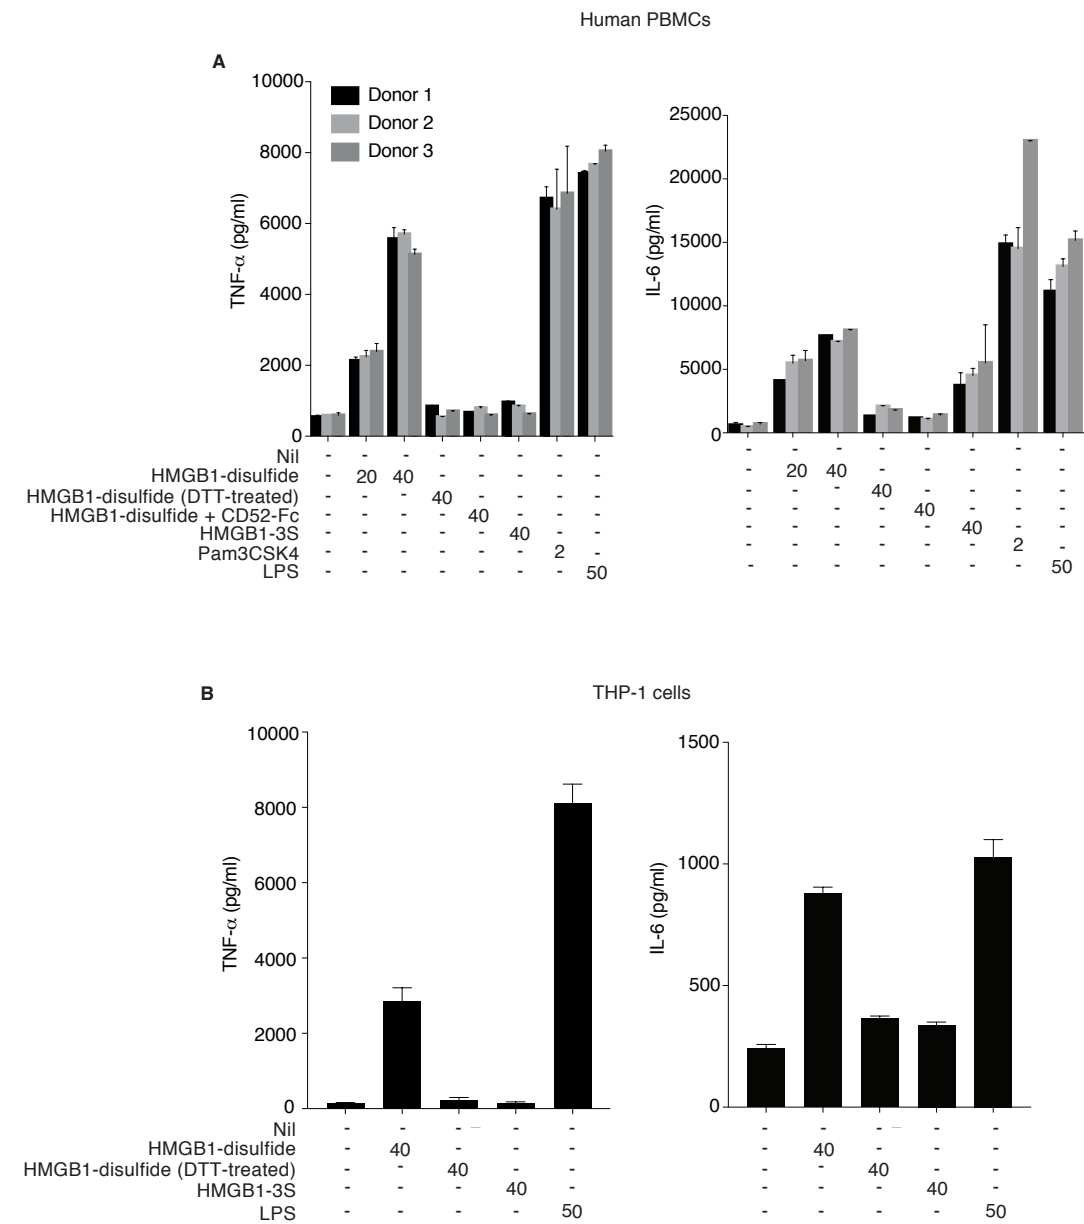 Human PBMCs
A
Donor 1
Donor 2
Donor 3
TNF-α (pg/ml)
10000
8000
6000
4000
2000
0
IL-6 (pg/ml)
25000
20000
15000
10000
5000
0
Nil - - - - - - - - - - - - - - - -
HMGB1-disulfide - 20 40 - - - - - - 20 40 - - - - -
HMGB1-disulfide (DTT-treated) - - - 40 - - - - - - - 40 - - - -
HMGB1-disulfide + CD52-Fc - - - - 40 - - - - - - - 40 - - -
HMGB1-3S - - - - - 40 - - - - - - - 40 - -
Pam3CSK4 - - - - - - 2 - - - - - - - 2 -
LPS - - - - - - - 50 - - - - - - - 50
B
THP-1 cells
TNF-α (pg/ml)
10000
8000
6000
4000
2000
0
IL-6 (pg/ml)
1500
1000
500
0
Nil - - - - - - - - - -
HMGB1-disulfide - 40 - - - - 40 - - -
HMGB1-disulfide (DTT-treated) - - 40 - - - - 40 - -
HMGB1-3S - - - 40 - - - - 40 -
LPS - - - - 50 - - - - 50